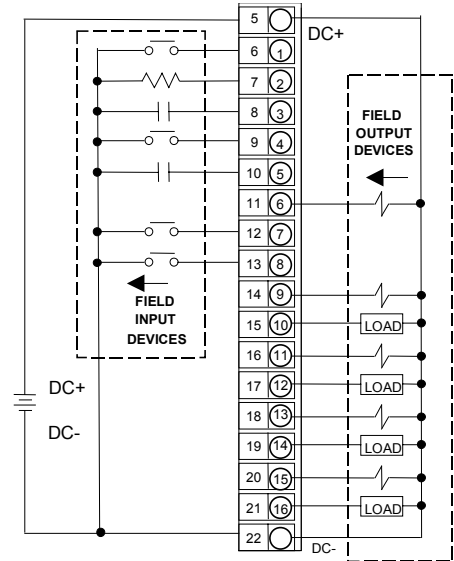 5
DC+
6 1
7 2
8 3
9 4
10 5
11 6
12 7
13 8
14 9
15 10
16 11
17 12
18 13
19 14
20 15
21 16
22
DC-
FIELD
INPUT
DEVICES
DC+
DC-
FIELD
OUTPUT
DEVICES
LOAD
LOAD
LOAD
LOAD